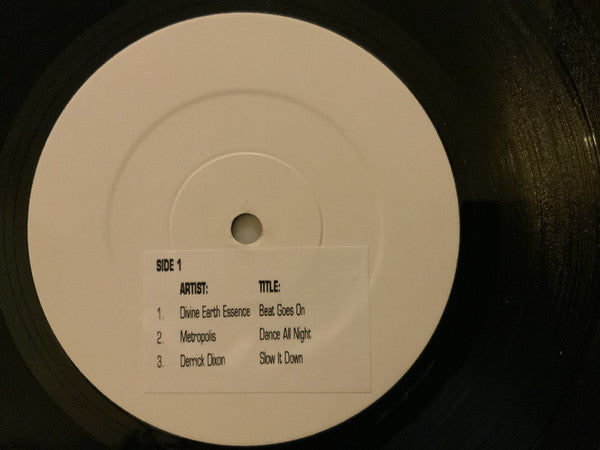 SIDE 1
ARTIST: TITLE:
1. Divine Earth Essence Beat Goes On
2. Metropolis Dance All Night
3. Derrick Dixon Slow It Down